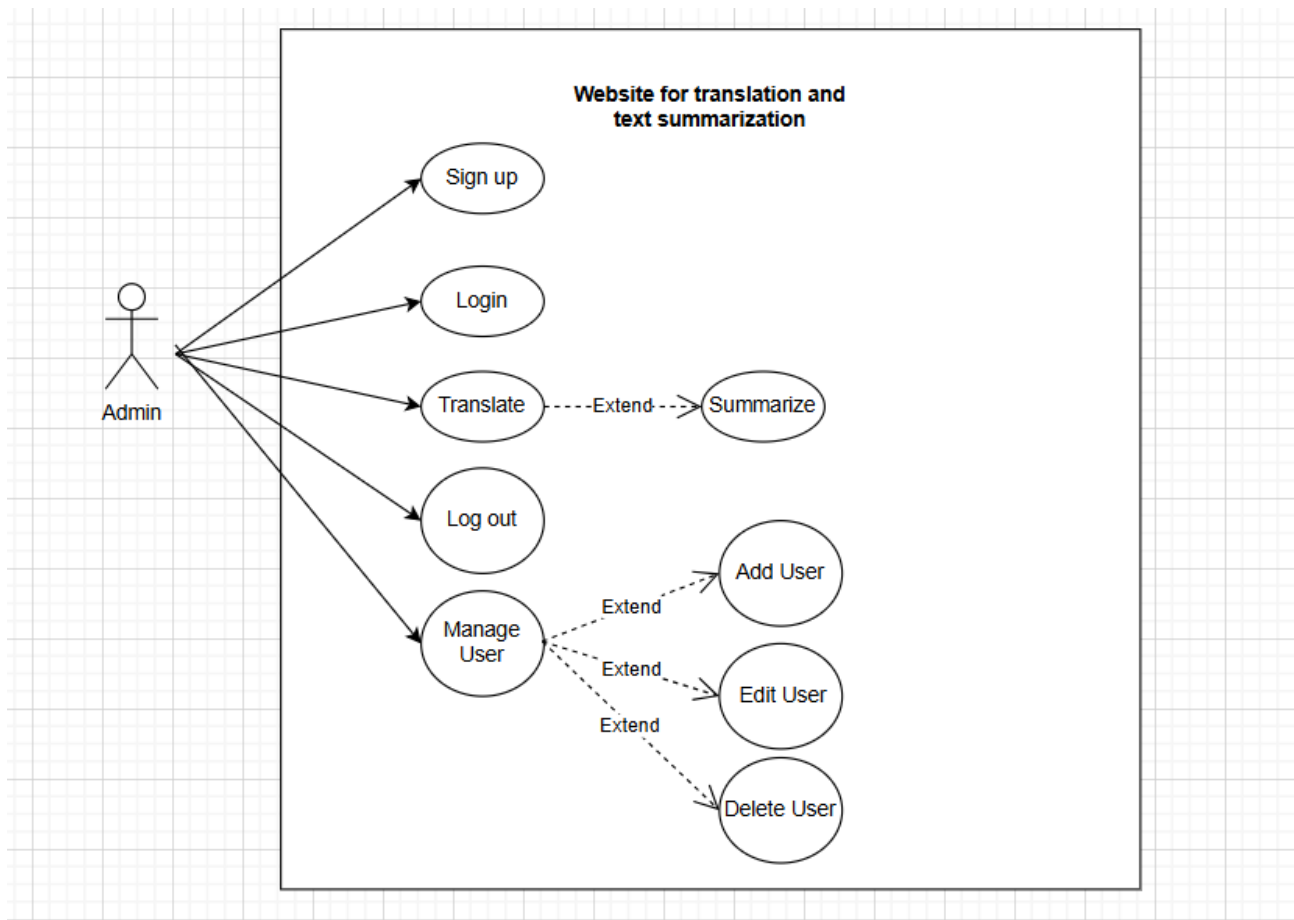 Website for translation and
text summarization
Sign up
Login
Admin
Translate
Extend
Summarize
Log out
Manage
User
Extend
Add User
Extend
Edit User
Extend
Delete User